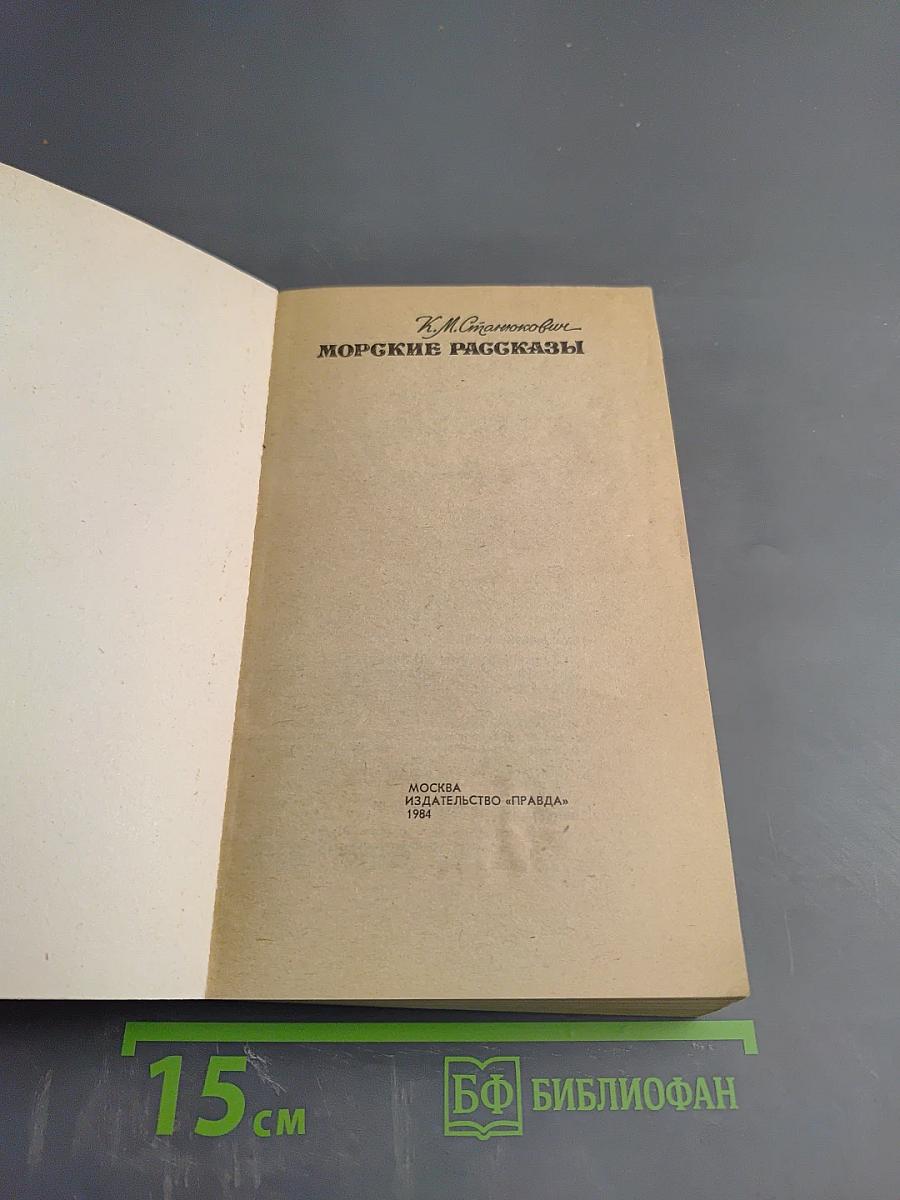 К. М. Станюкович
МОРСКИЕ РАССКАЗЫ
МОСКВА
ИЗДАТЕЛЬСТВО «ПРАВДА»
1984
15 см
БФ БИБЛИОФАН